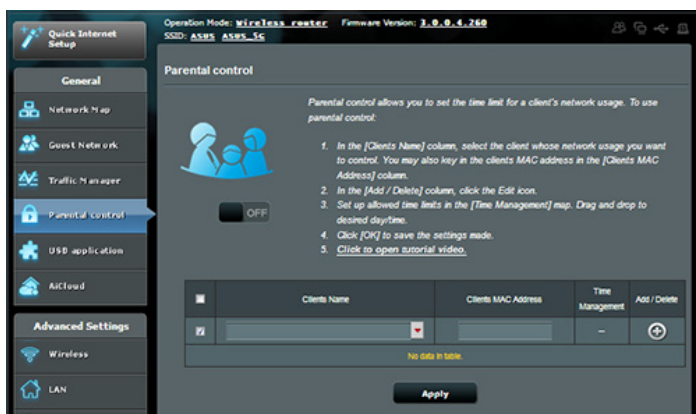 Quick Internet
Setup
Operation Mode: Wireless router Firmware Version: 3.0.0.4.260
SSID: ASUS ASUS_5G
General
Network Map
Guest Network
Traffic Manager
Parental control
USB application
AiCloud
Advanced Settings
Wireless
LAN
Parental control
Parental control allows you to set the time limit for a client's network usage. To use
parental control:
1. In the [Clients Name] column, select the client whose network usage you want
to control. You may also key in the clients MAC address in the [Clients MAC
Address] column.
2. In the [Add / Delete] column, click the Edit icon.
3. Set up allowed time limits in the [Time Management] map. Drag and drop to
desired day/time.
4. Click [OK] to save the settings made.
5. Click to open tutorial video.
OFF
Clients Name Clients MAC Address Time Management Add / Delete
–
No data in table.
Apply